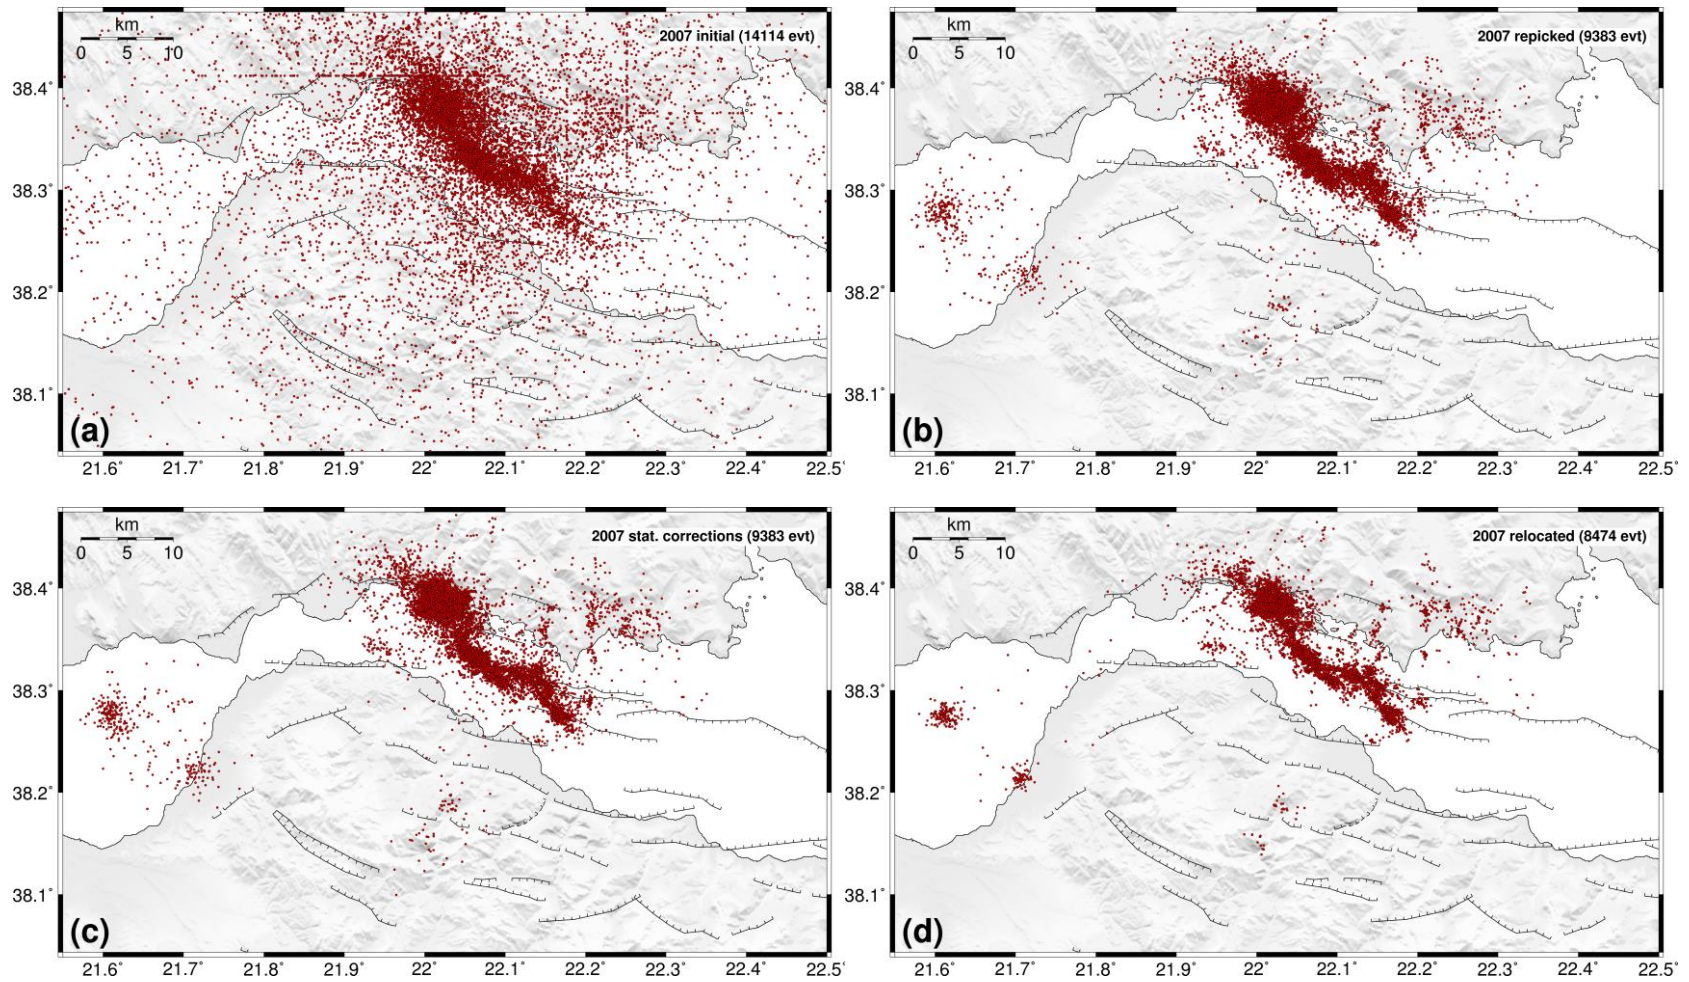 km
0 5 10
2007 initial (14114 evt)
38.4˚
38.3˚
38.2˚
38.1˚
(a)
21.6˚ 21.7˚ 21.8˚ 21.9˚ 22˚ 22.1˚ 22.2˚ 22.3˚ 22.4˚ 22.5˚
km
0 5 10
2007 repicked (9383 evt)
38.4˚
38.3˚
38.2˚
38.1˚
(b)
21.6˚ 21.7˚ 21.8˚ 21.9˚ 22˚ 22.1˚ 22.2˚ 22.3˚ 22.4˚ 22.5˚
km
0 5 10
2007 stat. corrections (9383 evt)
38.4˚
38.3˚
38.2˚
38.1˚
(c)
21.6˚ 21.7˚ 21.8˚ 21.9˚ 22˚ 22.1˚ 22.2˚ 22.3˚ 22.4˚ 22.5˚
km
0 5 10
2007 relocated (8474 evt)
38.4˚
38.3˚
38.2˚
38.1˚
(d)
21.6˚ 21.7˚ 21.8˚ 21.9˚ 22˚ 22.1˚ 22.2˚ 22.3˚ 22.4˚ 22.5˚